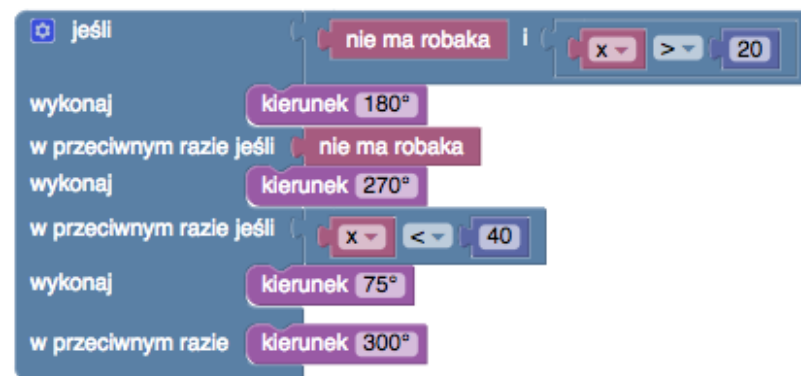 jeśli nie ma robaka i x > 20
wykonaj kierunek 180°
w przeciwnym razie jeśli nie ma robaka
wykonaj kierunek 270°
w przeciwnym razie jeśli x < 40
wykonaj kierunek 75°
w przeciwnym razie kierunek 300°